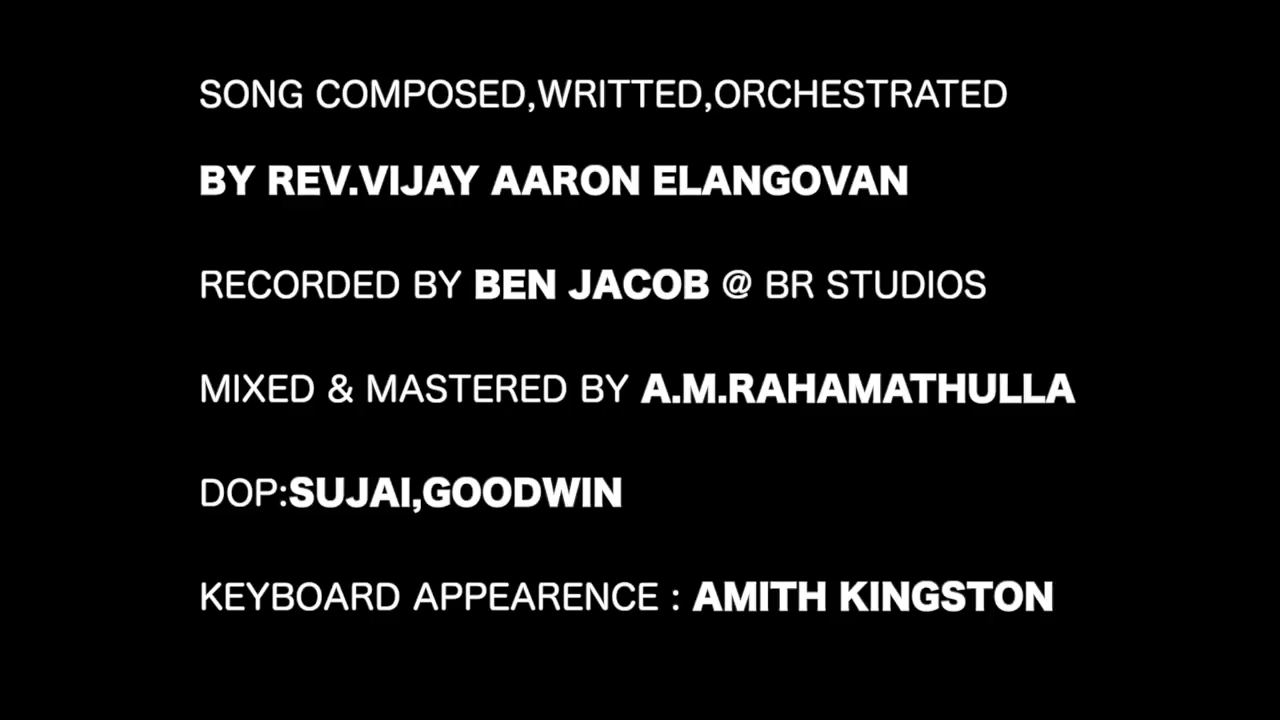 SONG COMPOSED,WRITTED,ORCHESTRATED
BY REV.VIJAY AARON ELANGOVAN
RECORDED BY BEN JACOB @ BR STUDIOS
MIXED & MASTERED BY A.M.RAHAMATHULLA
DOP:SUJAI,GOODWIN
KEYBOARD APPEARENCE : AMITH KINGSTON